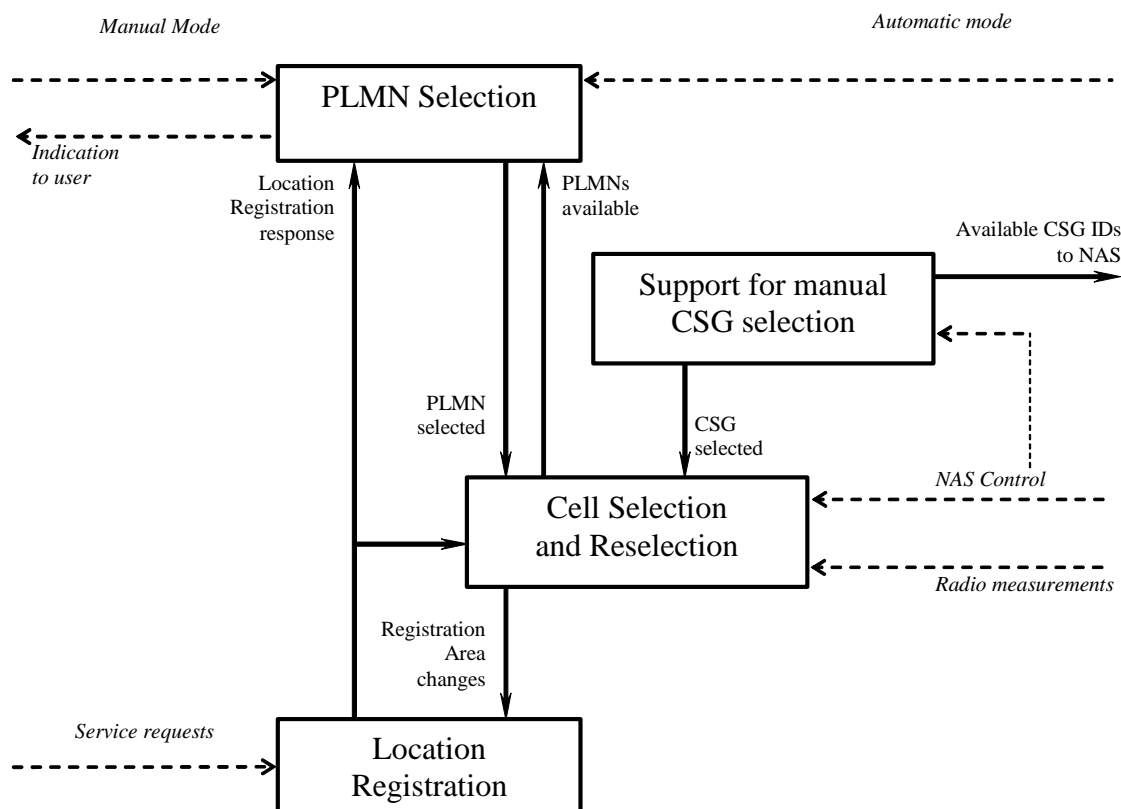 Manual Mode
Automatic mode
PLMN Selection
Indication
to user
Location
Registration
response
PLMNs
available
Available CSG IDs
to NAS
Support for manual
CSG selection
PLMN
selected
CSG
selected
NAS Control
Cell Selection
and Reselection
Radio measurements
Registration
Area
changes
Service requests
Location
Registration